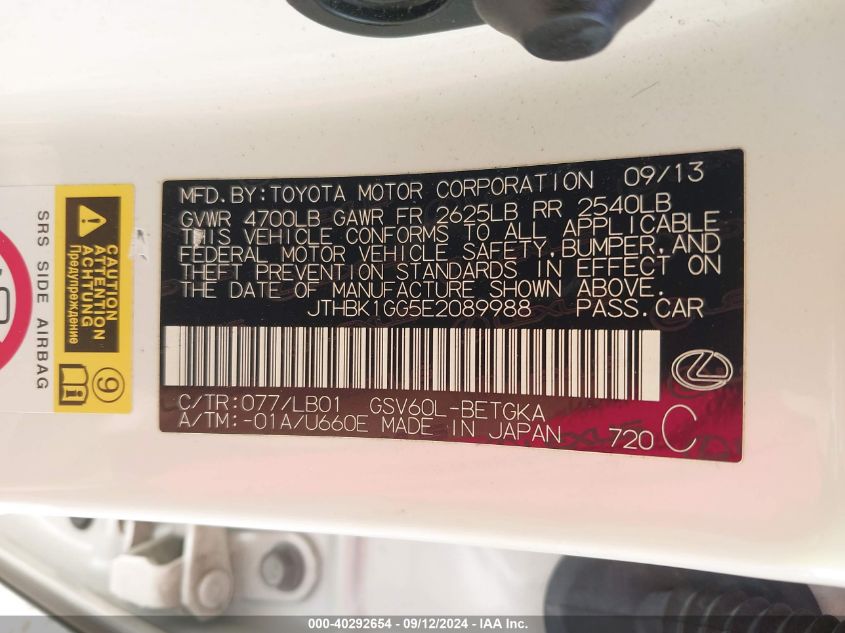 MFD.BY:TOYOTA MOTOR CORPORATION 09/13
GVWR 4700LB GAWR FR 2625LB RR 2540LB
THIS VEHICLE CONFORMS TO ALL APPLICABLE
FEDERAL MOTOR VEHICLE SAFETY,BUMPER,AND
THEFT PREVENTION STANDARDS IN EFFECT ON
THE DATE OF MANUFACTURE SHOWN ABOVE.
JTHBK1GG5E2089988 PASS.CAR
C/TR:077/LB01 GSV60L-BETGKA
A/TM:-01A/U660E MADE IN JAPAN 720 C
CAUTION
ATTENTION
ACHTUNG
Предупреждение
9
SRS SIDE AIRBAG
000-40292654 - 09/12/2024 - IAA Inc.